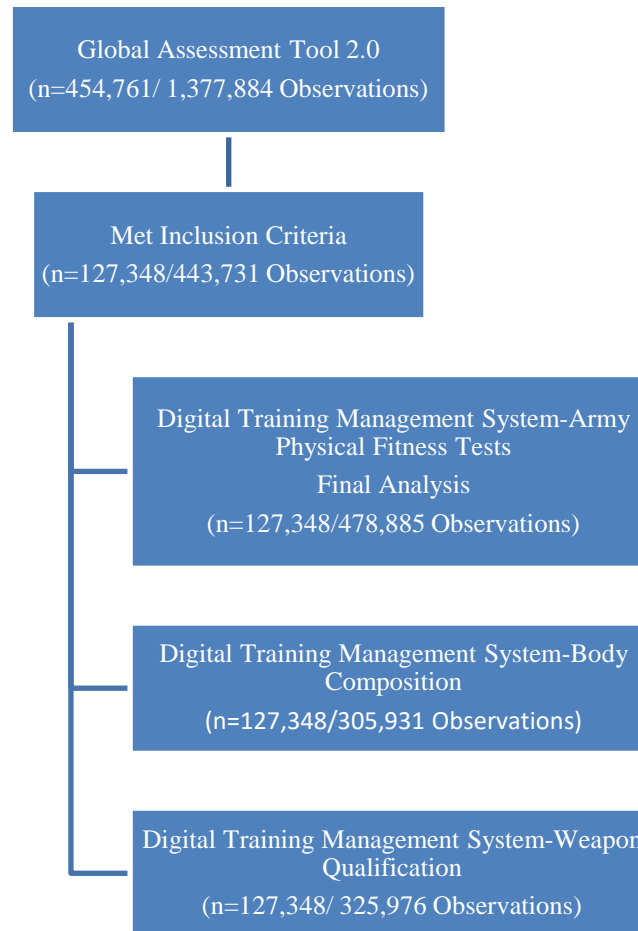 Global Assessment Tool 2.0
(n=454,761/ 1,377,884 Observations)
Met Inclusion Criteria
(n=127,348/443,731 Observations)
Digital Training Management System-Army
Physical Fitness Tests
Final Analysis
(n=127,348/478,885 Observations)
Digital Training Management System-Body
Composition
(n=127,348/305,931 Observations)
Digital Training Management System-Weapon
Qualification
(n=127,348/ 325,976 Observations)